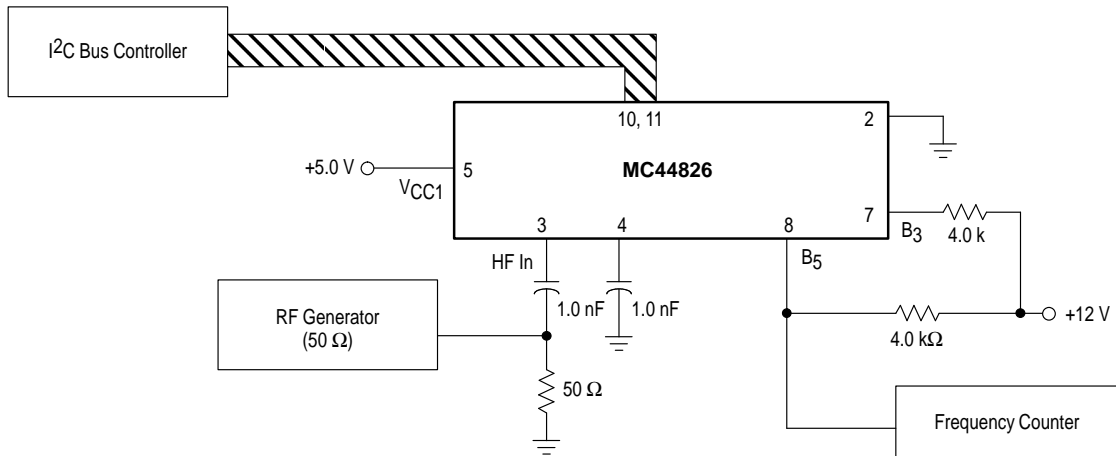 I2C Bus Controller
10, 11
2
+5.0 V
5
MC44826
VCC1
7
3
4
8
B3
4.0 k
HF In
B5
1.0 nF
1.0 nF
RF Generator
(50 Ω)
+12 V
4.0 kΩ
50 Ω
Frequency Counter